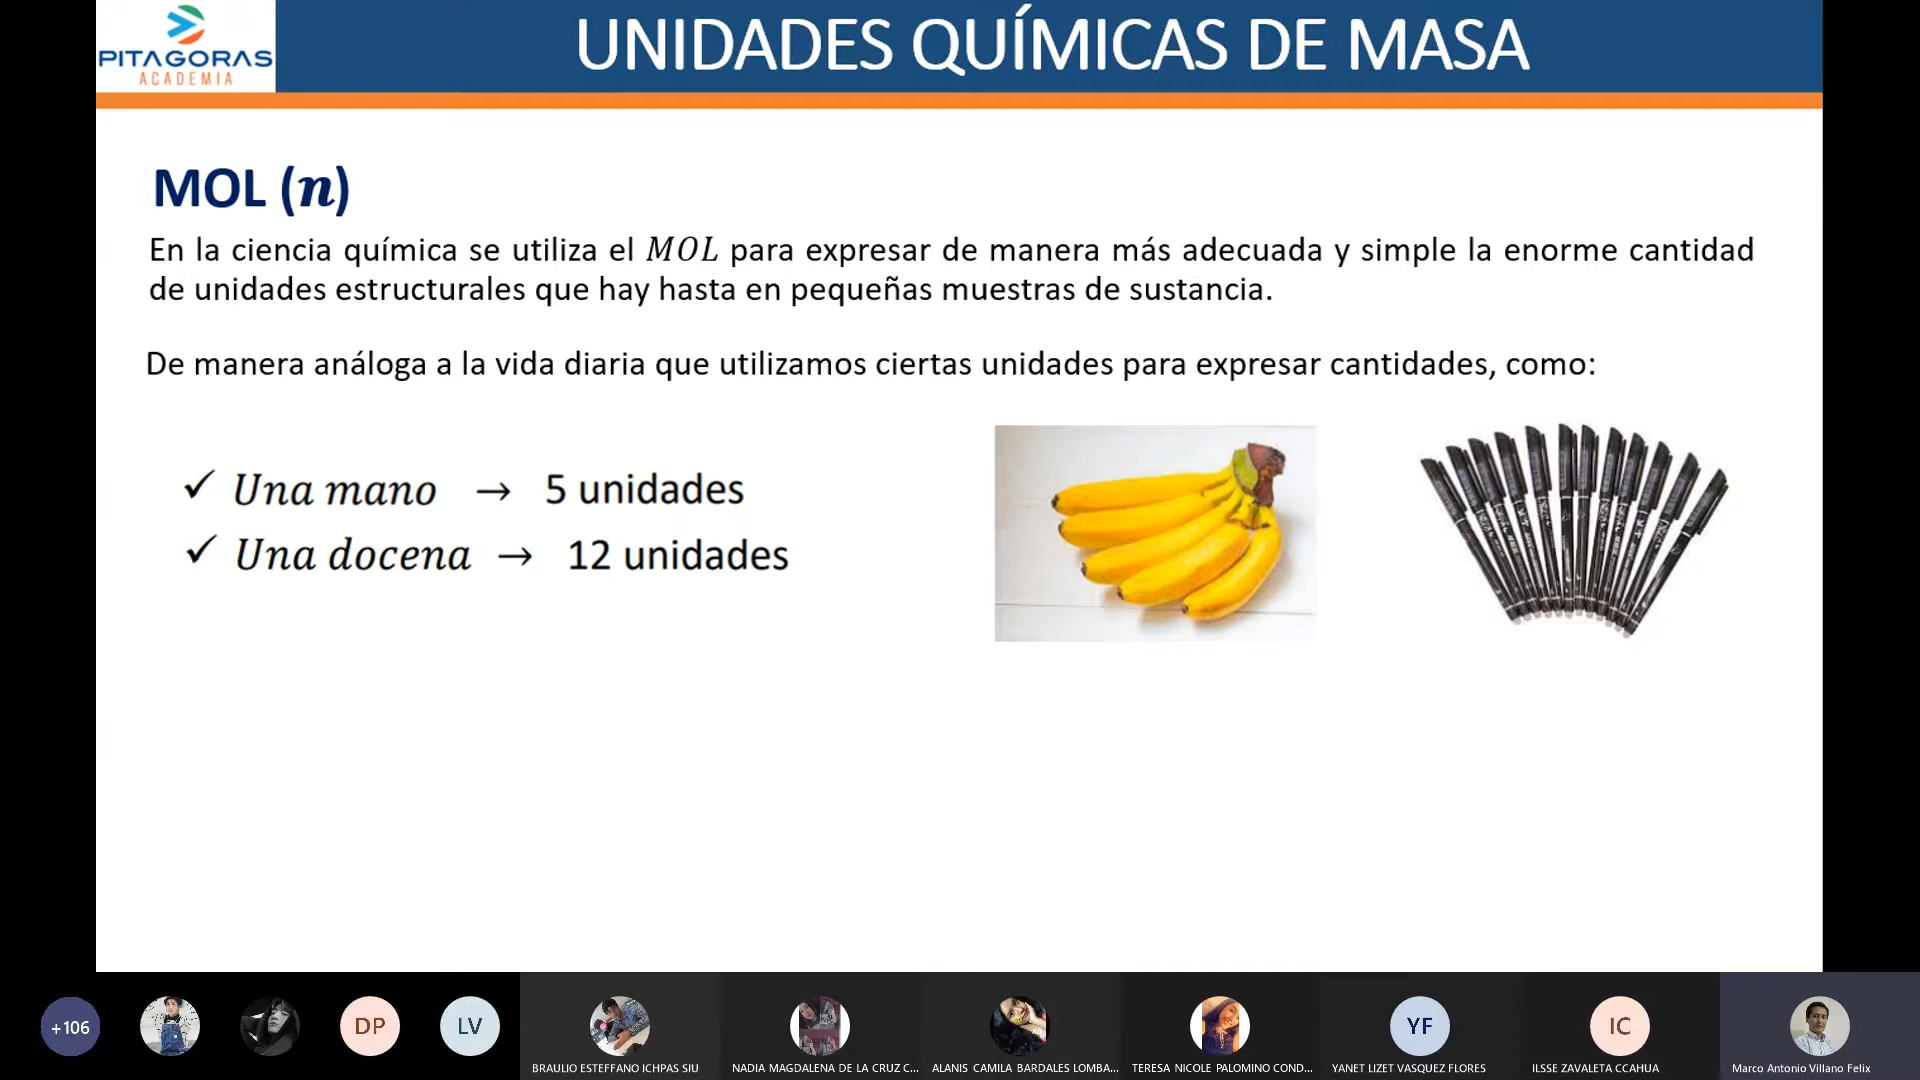 PITAGORAS
ACADEMIA
UNIDADES QUÍMICAS DE MASA
MOL (n)
En la ciencia química se utiliza el MOL para expresar de manera más adecuada y simple la enorme cantidad
de unidades estructurales que hay hasta en pequeñas muestras de sustancia.
De manera análoga a la vida diaria que utilizamos ciertas unidades para expresar cantidades, como:
✓ Una mano → 5 unidades
✓ Una docena → 12 unidades
+106
DP
LV
YF
IC
BRAULIO ESTEFFANO ICHPAS SIU
NADIA MAGDALENA DE LA CRUZ C...
ALANIS CAMILA BARDALES LOMBA...
TERESA NICOLE PALOMINO COND...
YANET LIZET VASQUEZ FLORES
ILSSE ZAVALETA CCAHUA
Marco Antonio Villano Felix